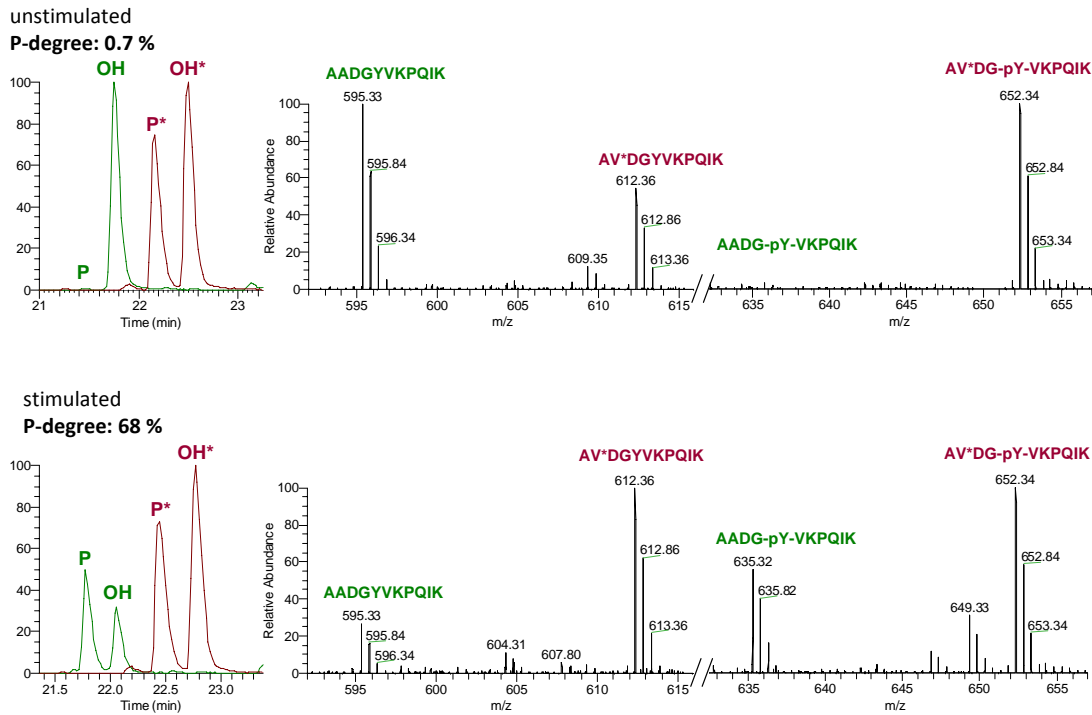 unstimulated
P-degree: 0.7 %
OH
OH*
P*
P
100
80
60
40
20
0
21
22
23
Time (min)
AADGYVKPQIK
AV*DGYVKPQIK
AADG-pY-VKPQIK
AV*DG-pY-VKPQIK
595.33
595.84
596.34
609.35
612.36
612.86
613.36
652.34
652.84
653.34
Relative Abundance
100
80
60
40
20
0
595
600
605
610
615
m/z
635
640
645
650
655
m/z
stimulated
P-degree: 68 %
OH*
P*
P
OH
100
80
60
40
20
0
21.5
22.0
22.5
23.0
Time (min)
AADGYVKPQIK
AV*DGYVKPQIK
AADG-pY-VKPQIK
AV*DG-pY-VKPQIK
595.33
595.84
596.34
604.31
607.80
612.36
612.86
613.36
635.32
635.82
649.33
652.34
652.84
653.34
Relative Abundance
100
80
60
40
20
0
595
600
605
610
615
m/z
635
640
645
650
655
m/z